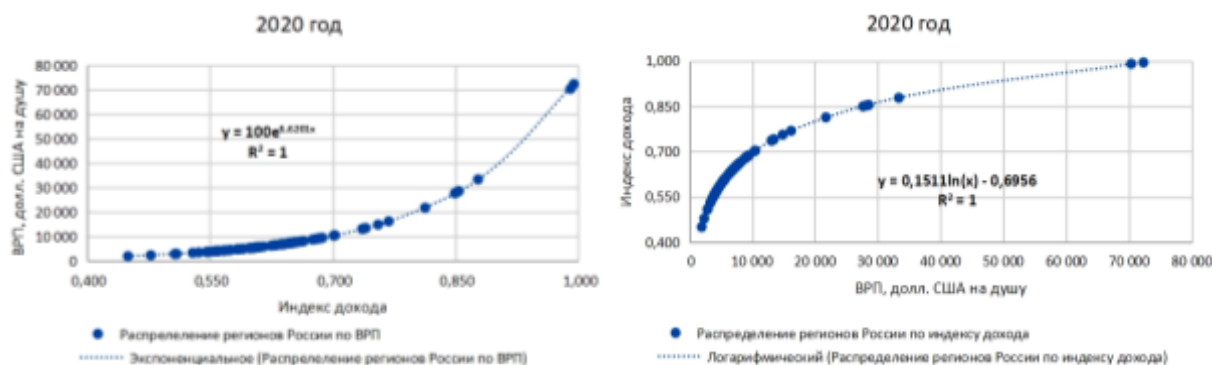 2020 год
80 000
70 000
60 000
50 000
40 000
30 000
20 000
10 000
0
ВРП, долл. США на душу
y = 100e^6.6201x
R² = 1
0,400 0,550 0,700 0,850 1,000
Индекс дохода
Распрелеление регионов России по ВРП
Экспоненциальное (Распрелеление регионов России по ВРП)
2020 год
1,000
0,850
0,700
0,550
0,400
Индекс дохода
y = 0,1511ln(x) - 0,6956
R² = 1
0 10 000 20 000 30 000 40 000 50 000 60 000 70 000 80 000
ВРП, долл. США на душу
Распределение регионов России по индексу дохода
Логарифмический (Распределение регионов России по индексу дохода)